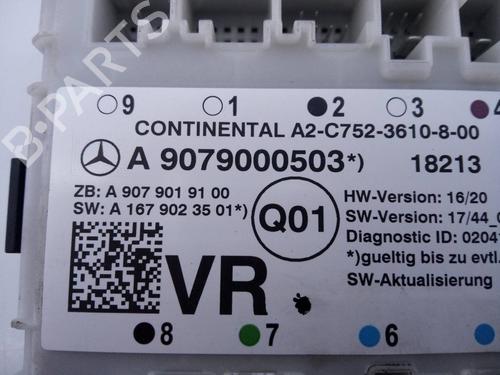 9 1 2 3 4
CONTINENTAL A2-C752-3610-8-00
A 9079000503*) 18213
ZB: A 907 901 91 00
SW: A 167 902 35 01*)
Q01
HW-Version: 16/20
SW-Version: 17/44_0
Diagnostic ID: 0204
*)gueltig bis zu evtl.
SW-Aktualisierung
VR
8 7 6
B-PARTS